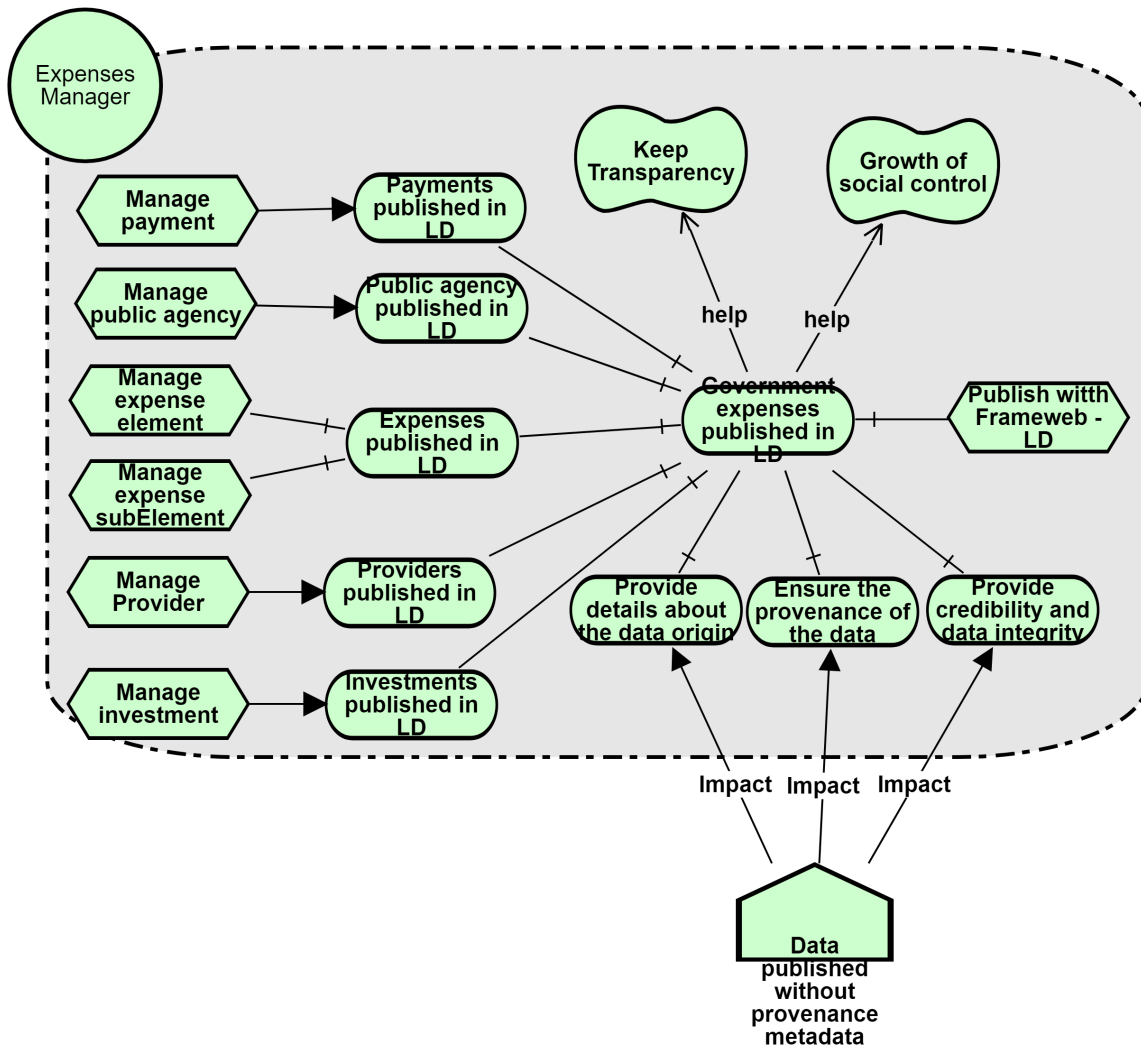 Expenses
Manager
Keep
Transparency
Growth of
social control
Manage
payment
Payments
published in
LD
Manage
public agency
Public agency
published in
LD
help
help
Manage
expense
element
Expenses
published in
LD
Government
expenses
published in
LD
Publish witth
Frameweb -
LD
Manage
expense
subElement
Manage
Provider
Providers
published in
LD
Provide
details about
the data origin
Ensure the
provenance of
the data
Provide
credibility and
data integrity
Manage
investment
Investments
published in
LD
Impact
Impact
Impact
Data
published
without
provenance
metadata